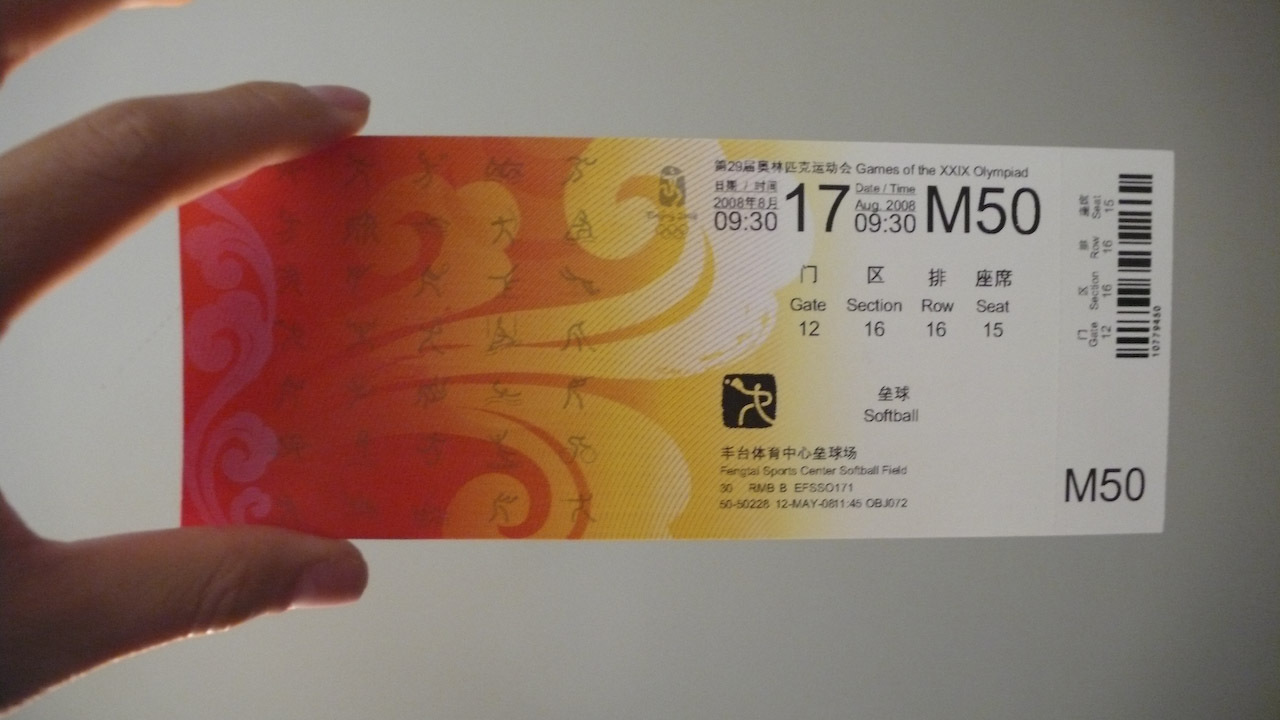 第29届奥林匹克运动会 Games of the XXIX Olympiad
日期 / 时间
2008年8月
09:30
17
Date / Time
Aug. 2008
09:30
M50
门 区 排 座席
Gate Section Row Seat
12 16 16 15
垒球
Softball
丰台体育中心垒球场
Fengtai Sports Center Softball Field
30 RMB B EFSSO171
50-50228 12-MAY-0811:45 OBJ072
座席 Seat 15
排 Row 16
区 Section 16
门 Gate 12
10779450
M50